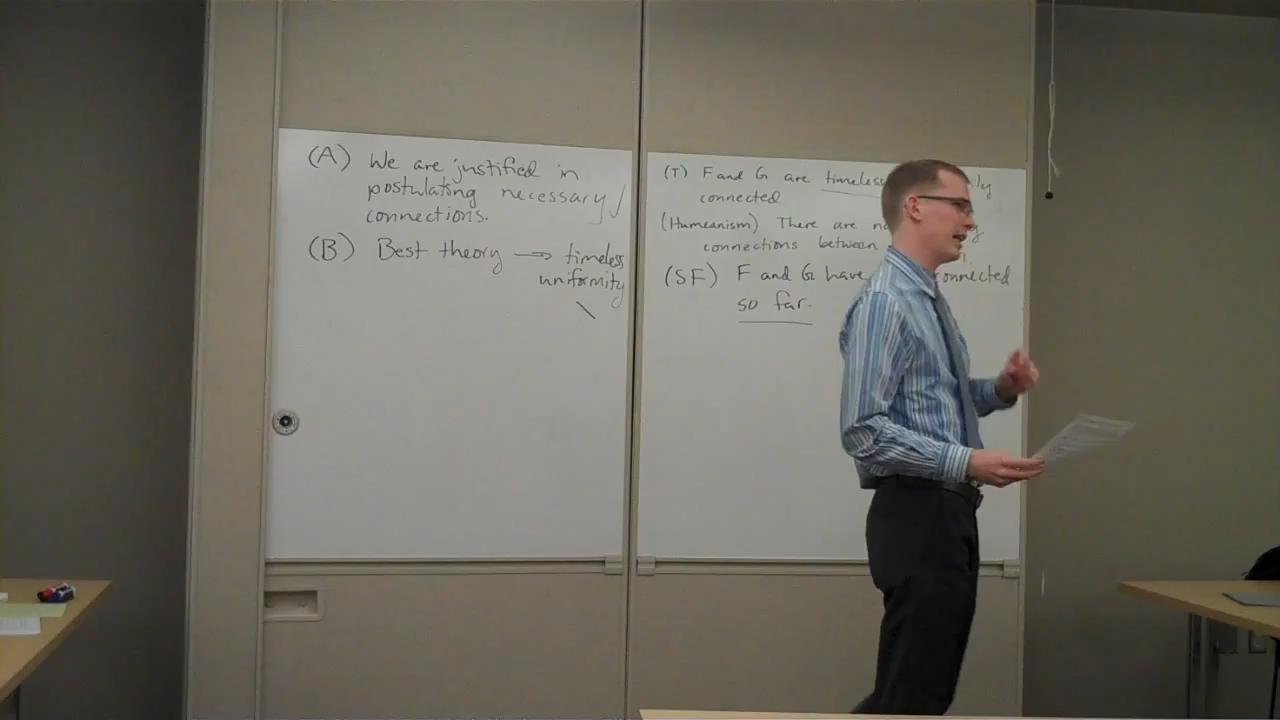 (A) We are justified in
postulating necessary
connections.
(B) Best theory → timeless
uniformity
(T) F and G are timeless
connected
(Humeanism) There are
connections between
(SF) F and G have connected
so far.